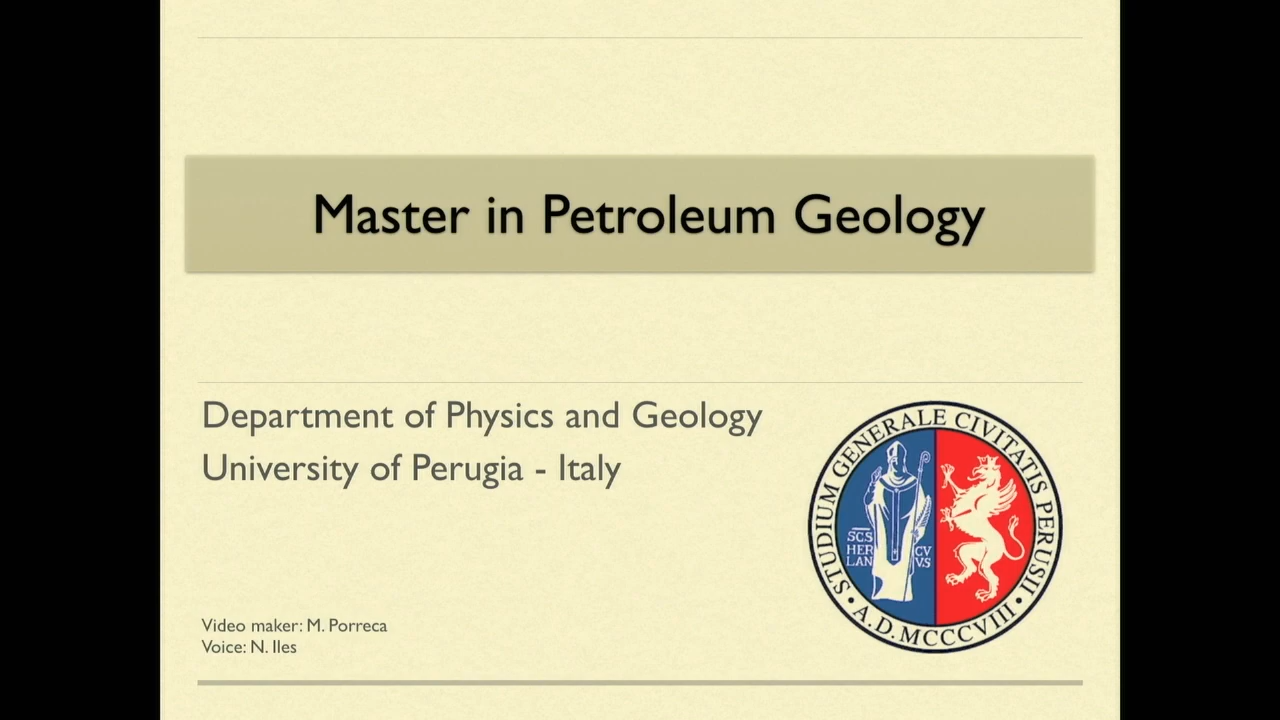 Master in Petroleum Geology
Department of Physics and Geology
University of Perugia - Italy
STUDIUM GENERALE CIVITATIS PERUSII
• A.D. MCCCVIII •
SCS
HER
LAN
CV
VS
Video maker: M. Porreca
Voice: N. Iles